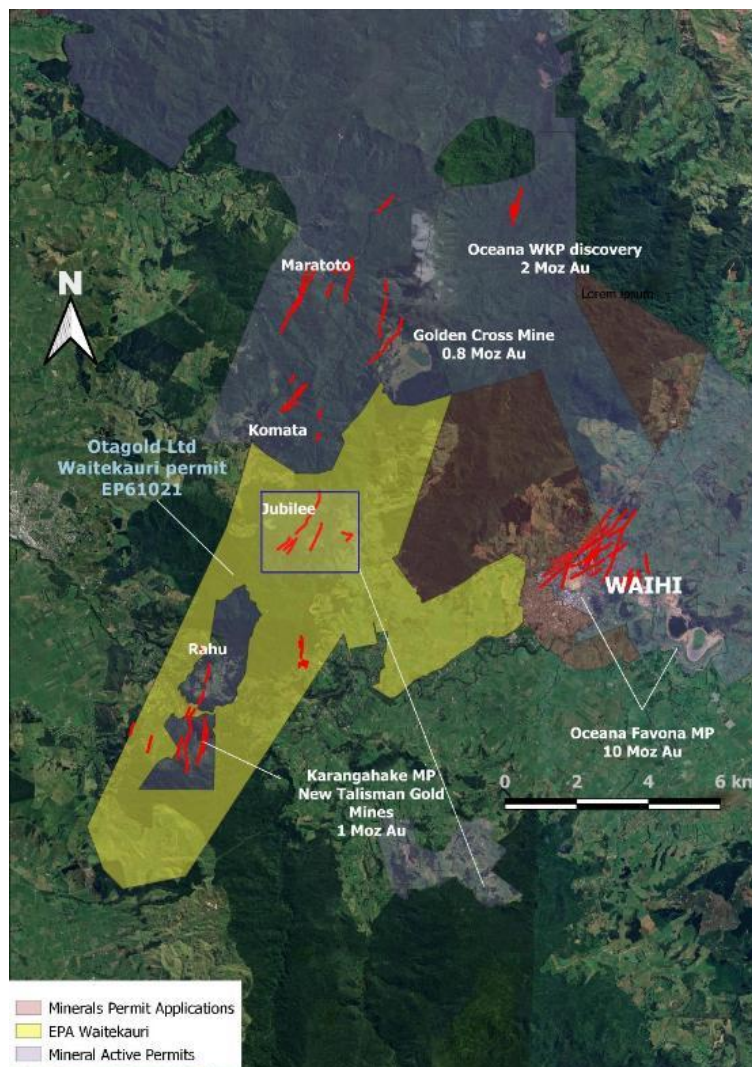 Oceana WKP discovery
2 Moz Au
Maratoto
Lorem ipsum
N
Golden Cross Mine
0.8 Moz Au
Komata
Otagold Ltd
Waitekauri permit
EP61021
Jubilee
WAIHI
Rahu
Oceana Favona MP
10 Moz Au
Karangahake MP
New Talisman Gold
Mines
1 Moz Au
0 2 4 6 km
Minerals Permit Applications
EPA Waitekauri
Mineral Active Permits